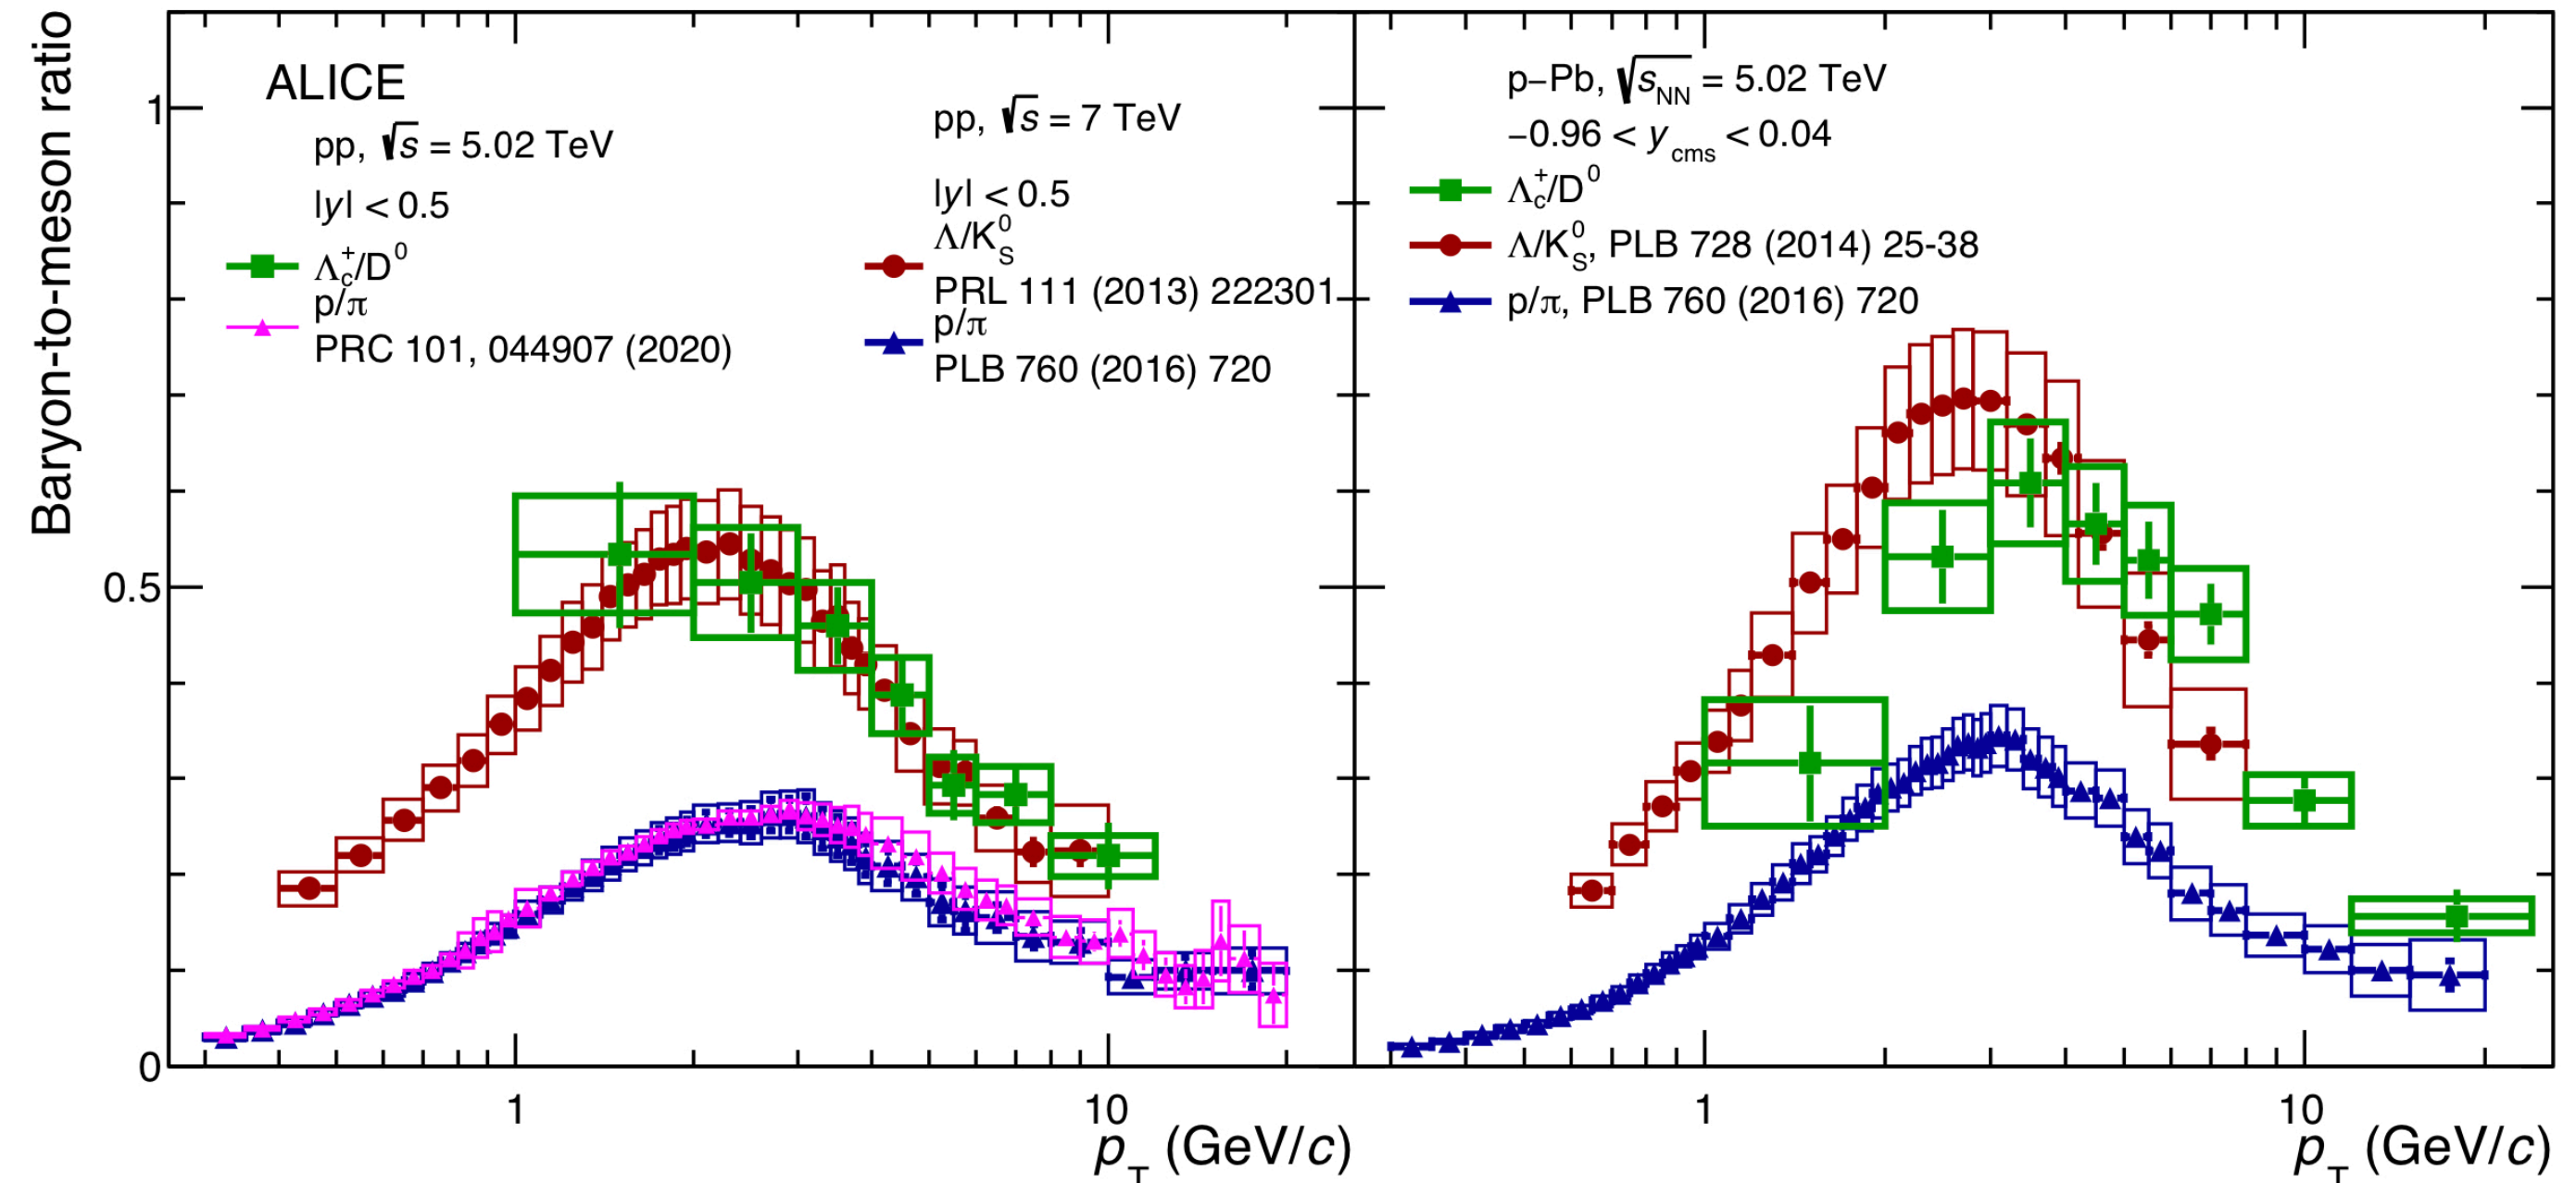 Baryon-to-meson ratio
ALICE
pp, √s = 5.02 TeV
|y| < 0.5
Λc+/D0
p/π
PRC 101, 044907 (2020)
pp, √s = 7 TeV
|y| < 0.5
Λ/K0S
PRL 111 (2013) 222301
p/π
PLB 760 (2016) 720
p−Pb, √sNN = 5.02 TeV
−0.96 < ycms < 0.04
Λc+/D0
Λ/K0S, PLB 728 (2014) 25-38
p/π, PLB 760 (2016) 720
1
0.5
0
1
10
1
10
pT (GeV/c)
pT (GeV/c)